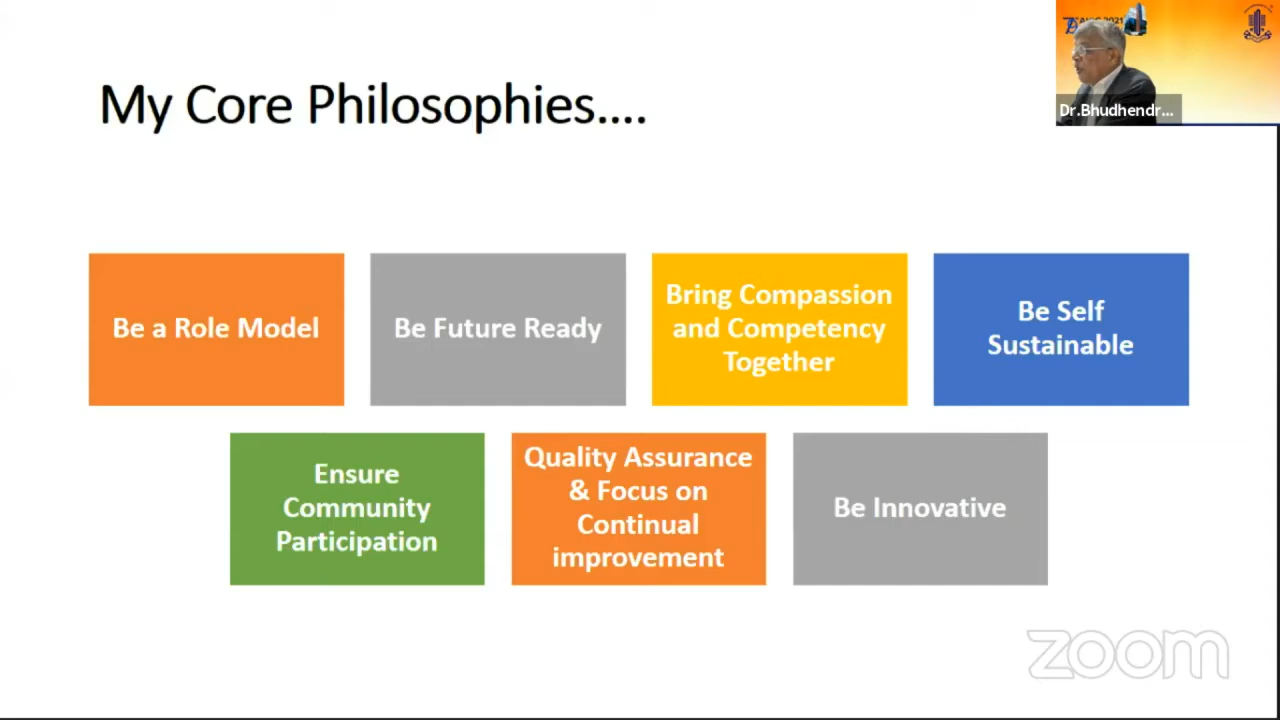 My Core Philosophies....
Dr.Bhudhendr...
Be a Role Model
Be Future Ready
Bring Compassion
and Competency
Together
Be Self
Sustainable
Ensure
Community
Participation
Quality Assurance
& Focus on
Continual
improvement
Be Innovative
zoom